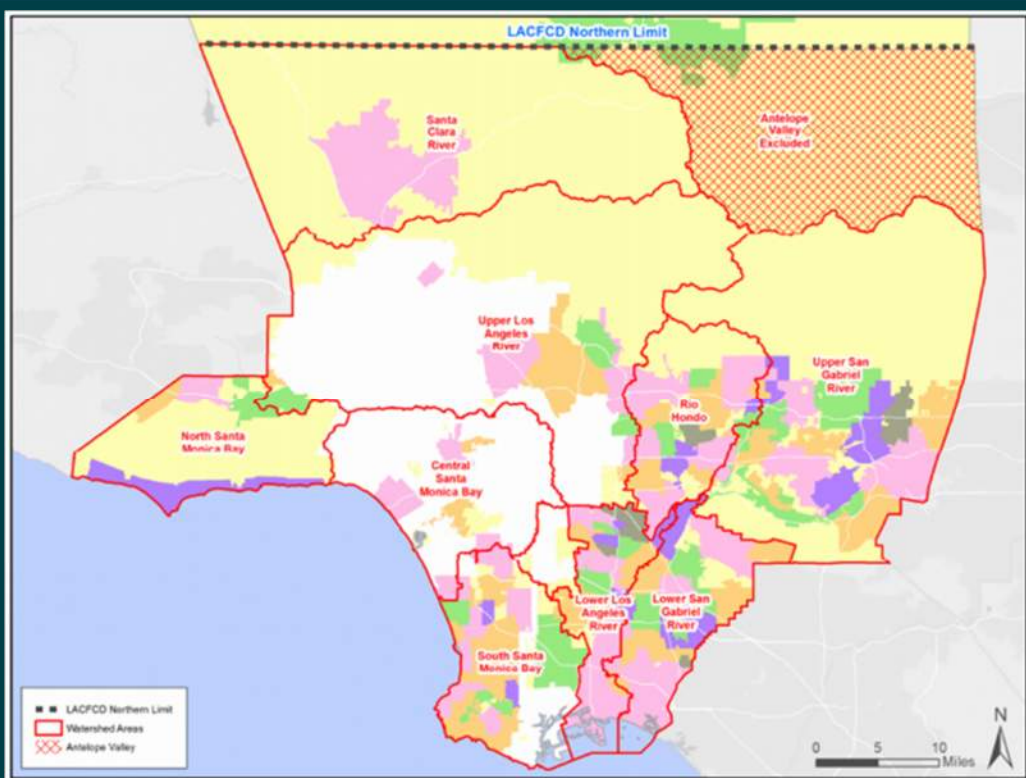 LACFCD Northern Limit
Santa
Clara
River
Antelope
Valley
Excluded
Upper Los
Angeles
River
Upper San
Gabriel
River
Rio
Hondo
North Santa
Monica Bay
Central
Santa
Monica Bay
Lower Los
Angeles
River
Lower San
Gabriel
River
South Santa
Monica Bay
LACFCD Northern Limit
Watershed Areas
Antelope Valley
N
0 5 10
Miles